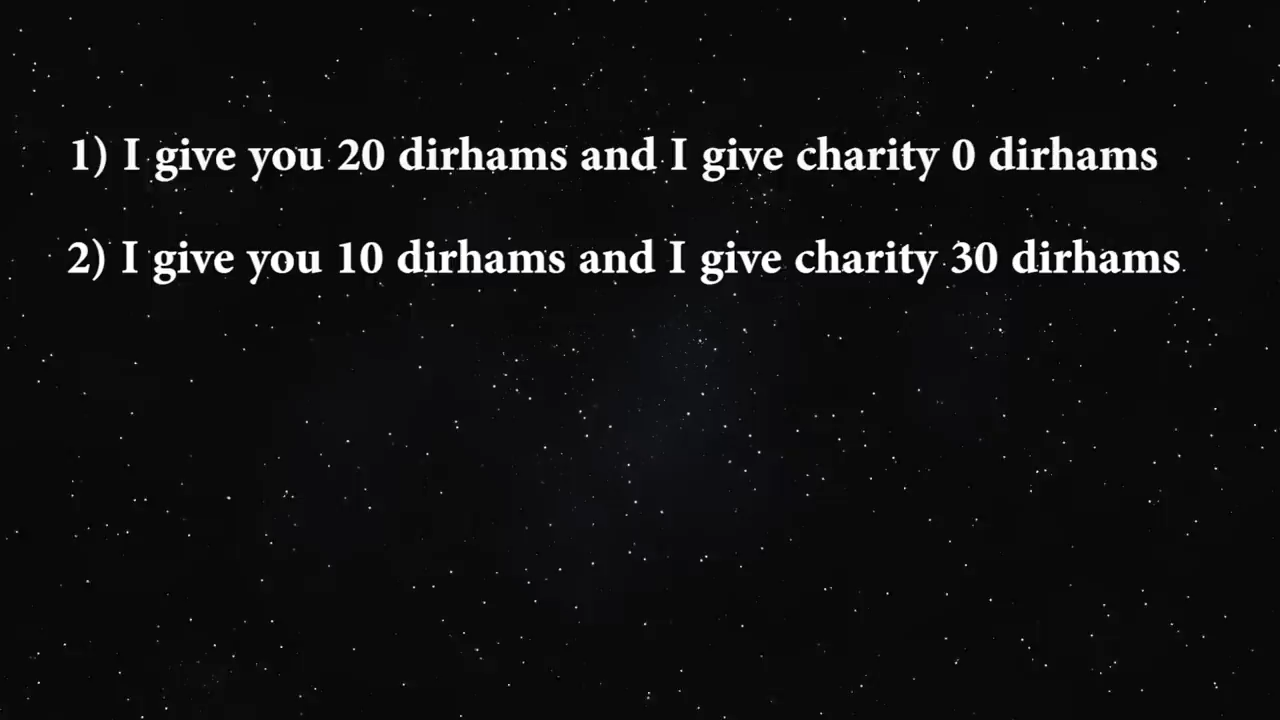 1) I give you 20 dirhams and I give charity 0 dirhams
2) I give you 10 dirhams and I give charity 30 dirhams